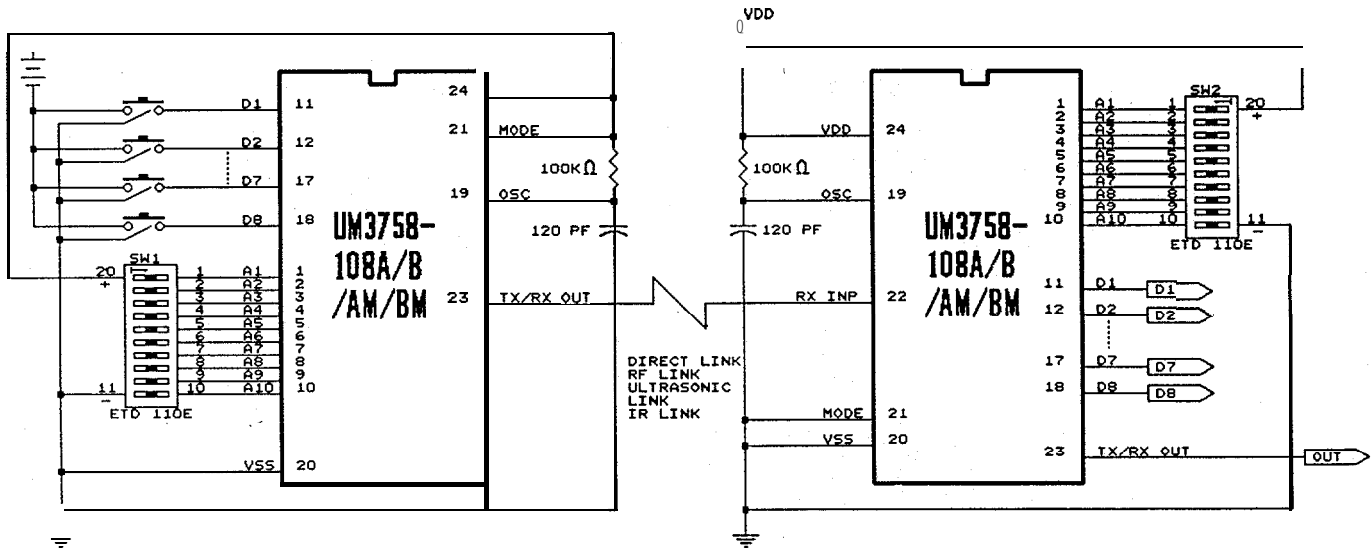 VDD
Q
D1 11
D2 12
D7 17
D8 18
24
21 MODE
100KΩ
19 OSC
120 PF
UM3758-
108A/B
/AM/BM
23 TX/RX OUT
SW1
20
+
1 A1 1
2 A2 2
3 A3 3
4 A4 4
5 A5 5
6 A6 6
7 A7 7
8 A8 8
9 A9 9
11 10 A10 10
-
ETD 110E
VSS 20
DIRECT LINK
RF LINK
ULTRASONIC
LINK
IR LINK
VDD 24
100KΩ
OSC 19
120 PF
RX INP 22
MODE 21
VSS 20
UM3758-
108A/B
/AM/BM
SW2
20
+
1 A1 1
2 A2 2
3 A3 3
4 A4 4
5 A5 5
6 A6 6
7 A7 7
8 A8 8
9 A9 9
10 A10 10
11
-
ETD 110E
11 D1 D1
12 D2 D2
17 D7 D7
18 D8 D8
23 TX/RX OUT OUT